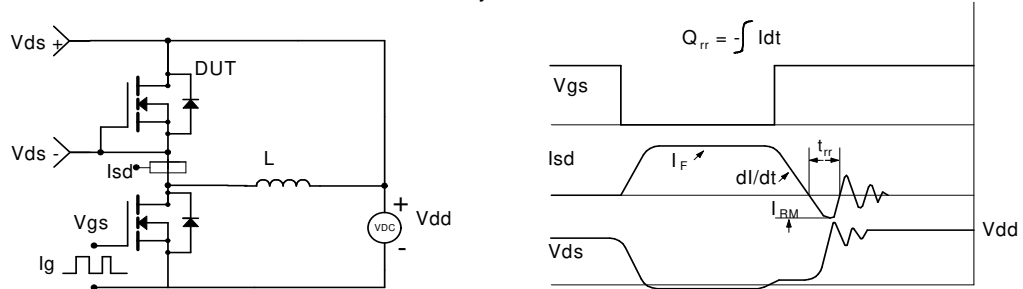 Vds +
DUT
Vds -
Isd
L
Vgs
Ig
+
VDC
-
Vdd
Qrr = -∫ Idt
Vgs
Isd
IF
dI/dt
trr
IRM
Vdd
Vds